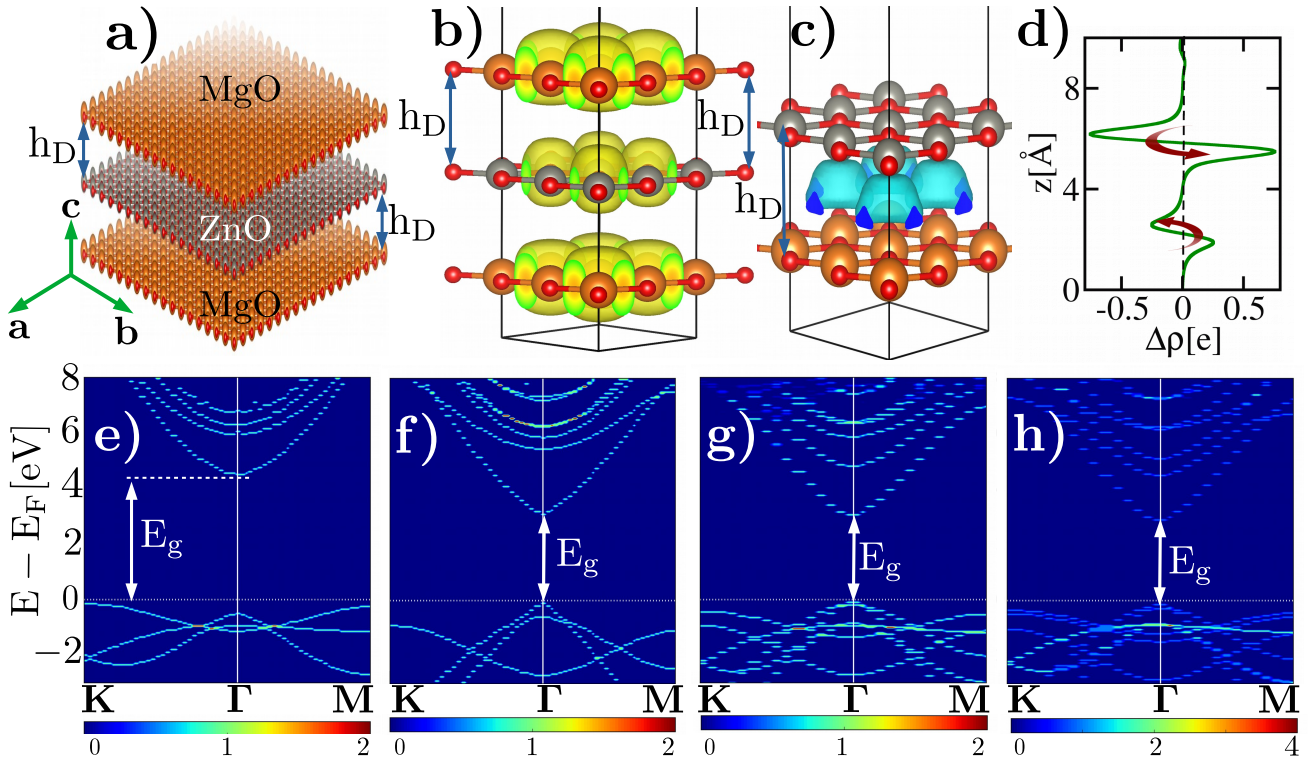 a)
MgO
h_D
ZnO
h_D
MgO
c
a
b
b)
h_D
h_D
c)
h_D
d)
z[Å]
8
4
0
-0.5
0
0.5
Δρ[e]
E − E_F [eV]
8
6
4
2
0
−2
e)
E_g
K
Γ
M
0
1
2
f)
E_g
K
Γ
M
0
1
2
g)
E_g
K
Γ
M
0
1
2
h)
E_g
K
Γ
M
0
2
4